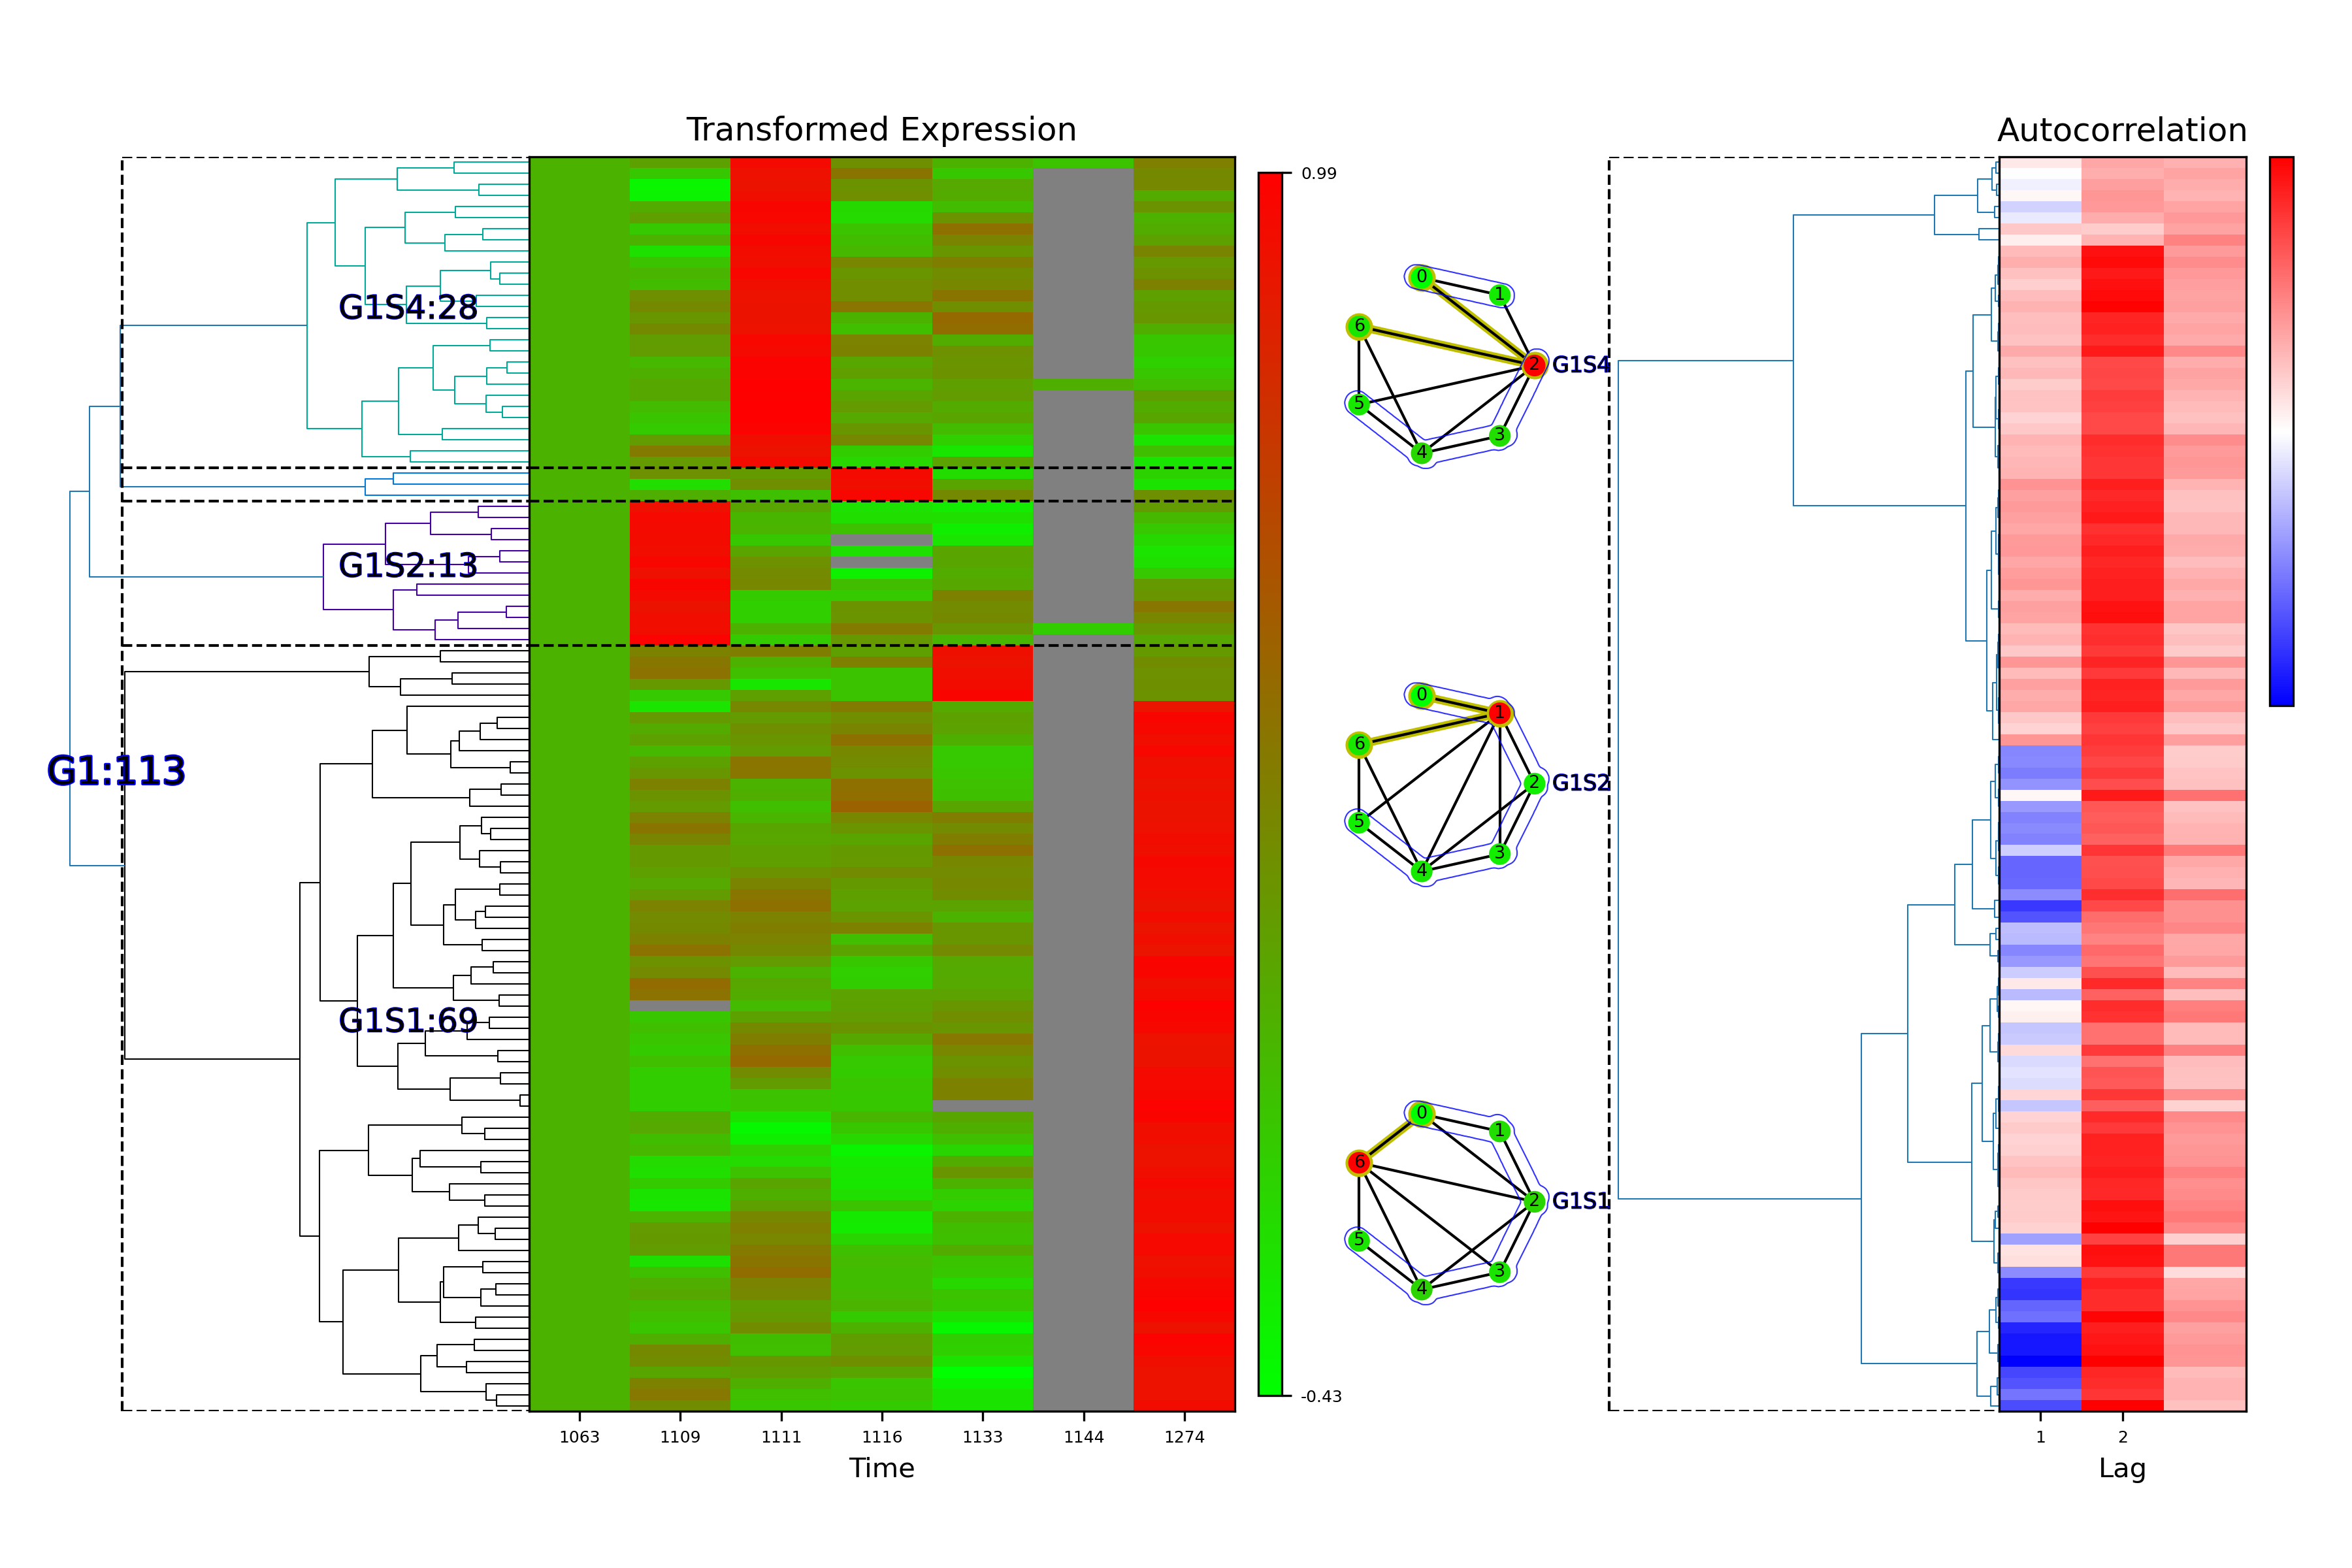 Transformed Expression
Autocorrelation
0.99
G1S4:28
0
1
6
2
G1S4
5
3
4
G1S2:13
0
1
6
2
G1S2
5
3
4
G1:113
G1S1:69
0
1
6
2
G1S1
5
3
4
-0.43
1063 1109 1111 1116 1133 1144 1274
Time
1 2
Lag